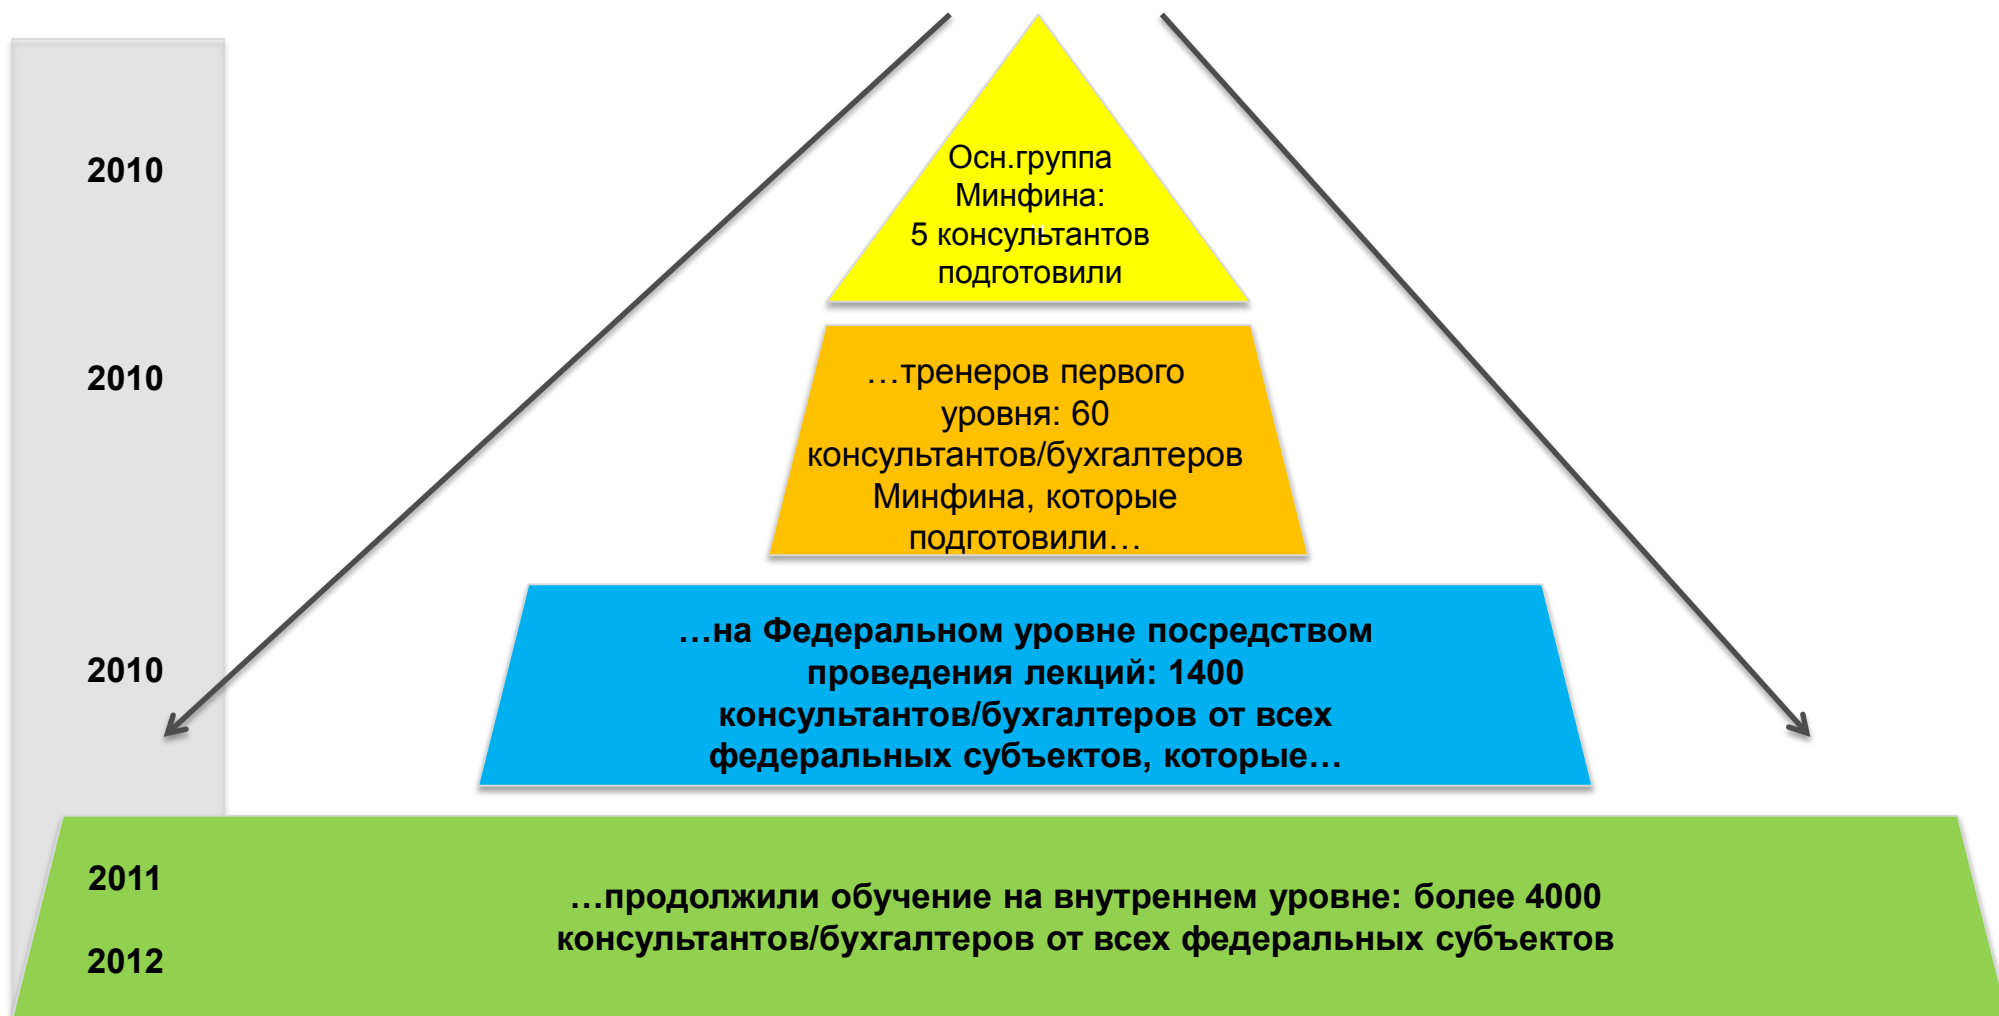 2010
Осн.группа
Минфина:
5 консультантов
подготовили
2010
…тренеров первого
уровня: 60
консультантов/бухгалтеров
Минфина, которые
подготовили…
2010
…на Федеральном уровне посредством
проведения лекций: 1400
консультантов/бухгалтеров от всех
федеральных субъектов, которые…
2011
2012
…продолжили обучение на внутреннем уровне: более 4000
консультантов/бухгалтеров от всех федеральных субъектов